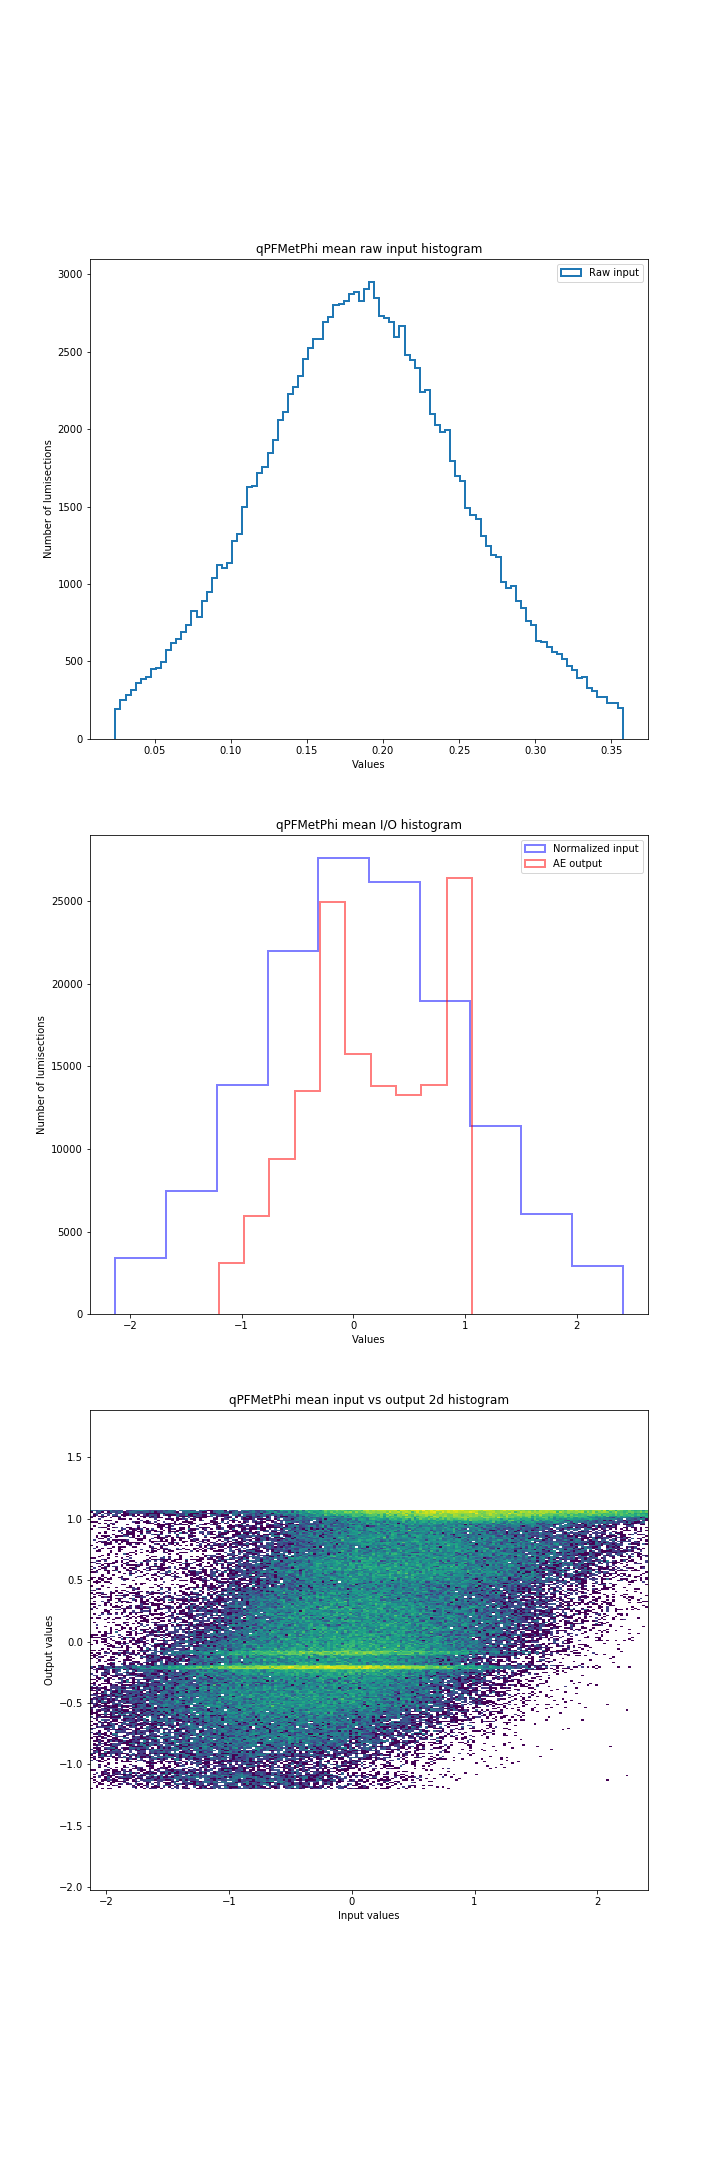 qPFMetPhi mean raw input histogram
Raw input
3000
2500
2000
1500
1000
500
0
Number of lumisections
0.05 0.10 0.15 0.20 0.25 0.30 0.35
Values
qPFMetPhi mean I/O histogram
Normalized input
AE output
25000
20000
15000
10000
5000
0
Number of lumisections
−2 −1 0 1 2
Values
qPFMetPhi mean input vs output 2d histogram
1.5
1.0
0.5
0.0
−0.5
−1.0
−1.5
−2.0
Output values
−2 −1 0 1 2
Input values